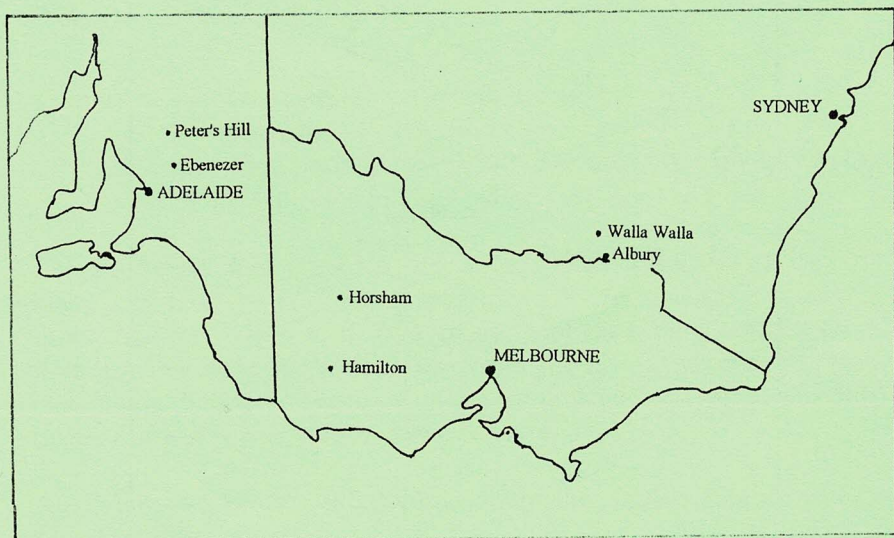 SYDNEY
Peter's Hill
Ebenezer
ADELAIDE
Walla Walla
Albury
Horsham
MELBOURNE
Hamilton